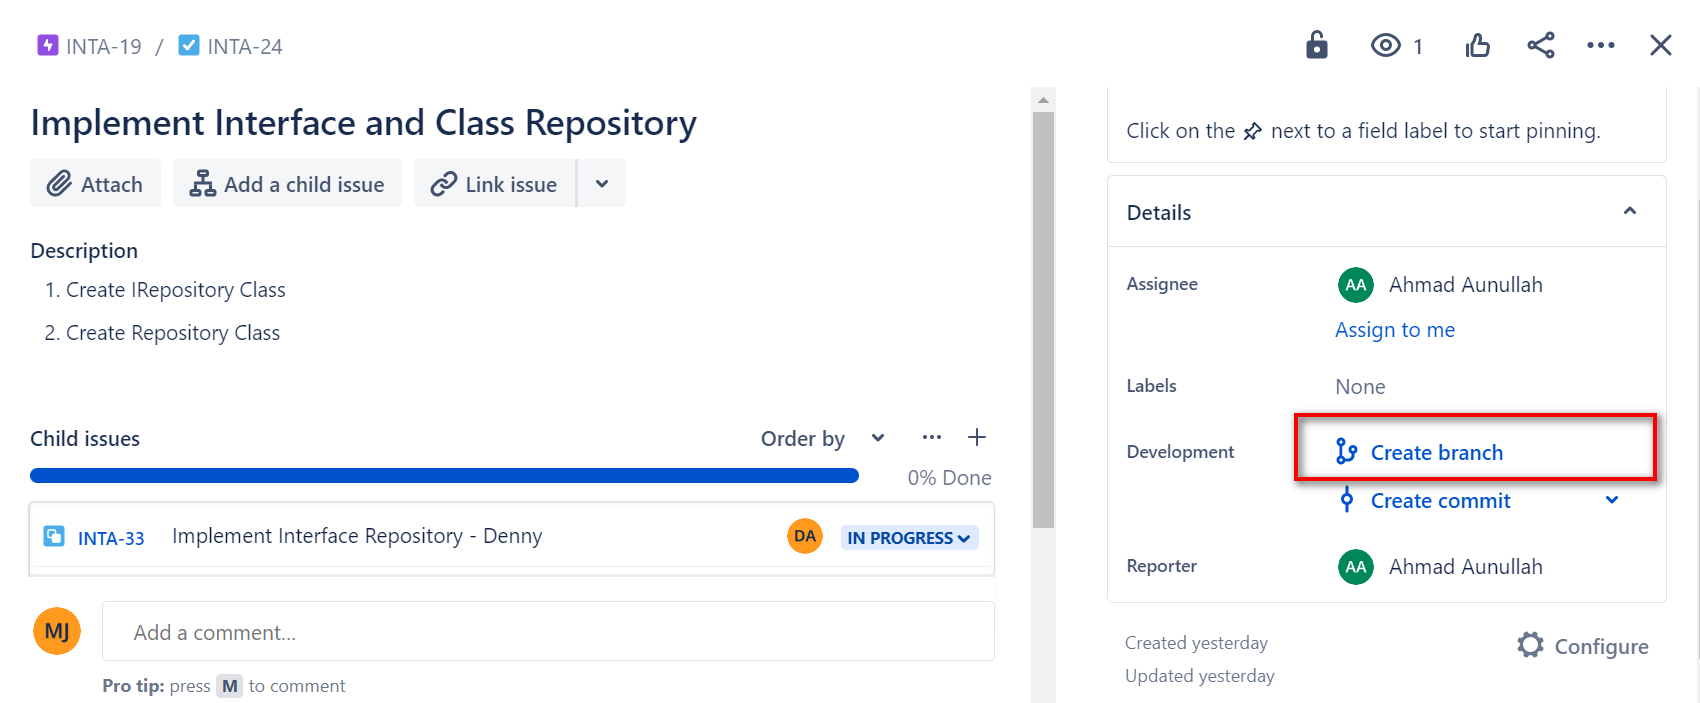 INTA-19 / INTA-24
1
Implement Interface and Class Repository
Attach
Add a child issue
Link issue
Description
1. Create IRepository Class
2. Create Repository Class
Child issues
Order by
0% Done
INTA-33 Implement Interface Repository - Denny DA IN PROGRESS
MJ
Add a comment...
Pro tip: press M to comment
Click on the next to a field label to start pinning.
Details
Assignee AA Ahmad Aunullah
Assign to me
Labels None
Development Create branch
Create commit
Reporter AA Ahmad Aunullah
Created yesterday
Updated yesterday
Configure